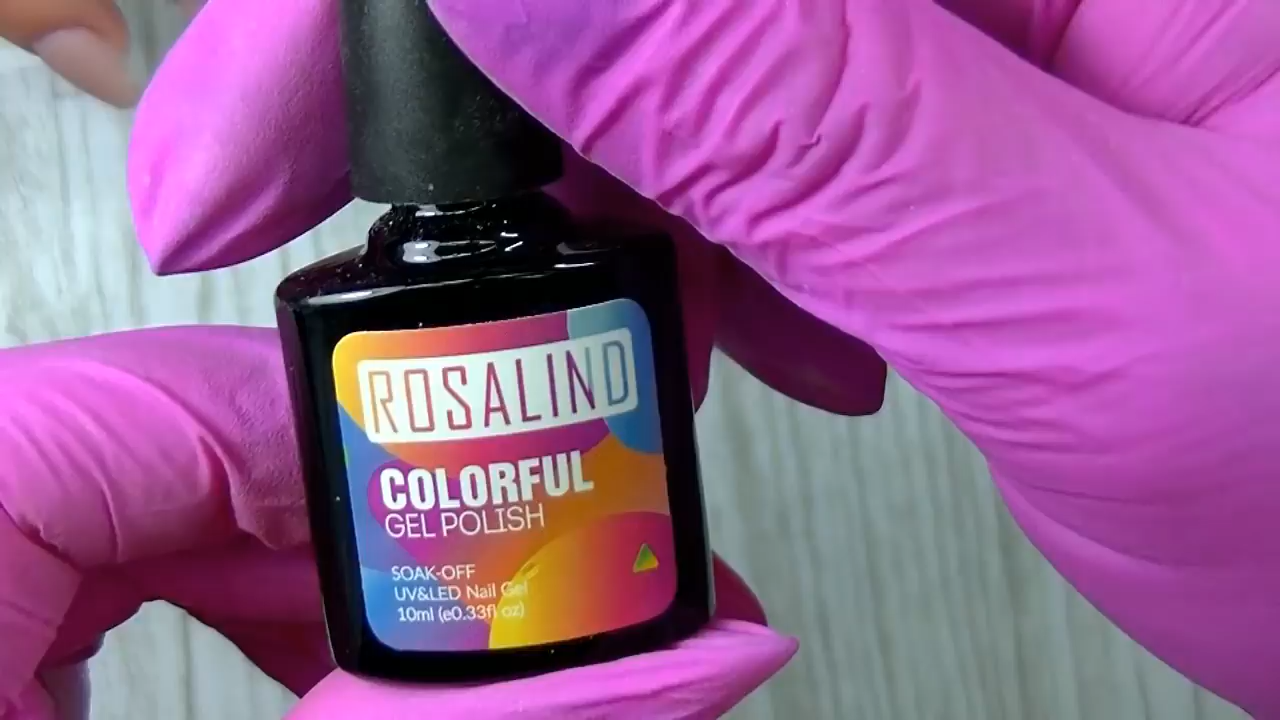 ROSALIND
COLORFUL
GEL POLISH
SOAK-OFF
UV&LED Nail Gel
10ml (e0.33fl oz)